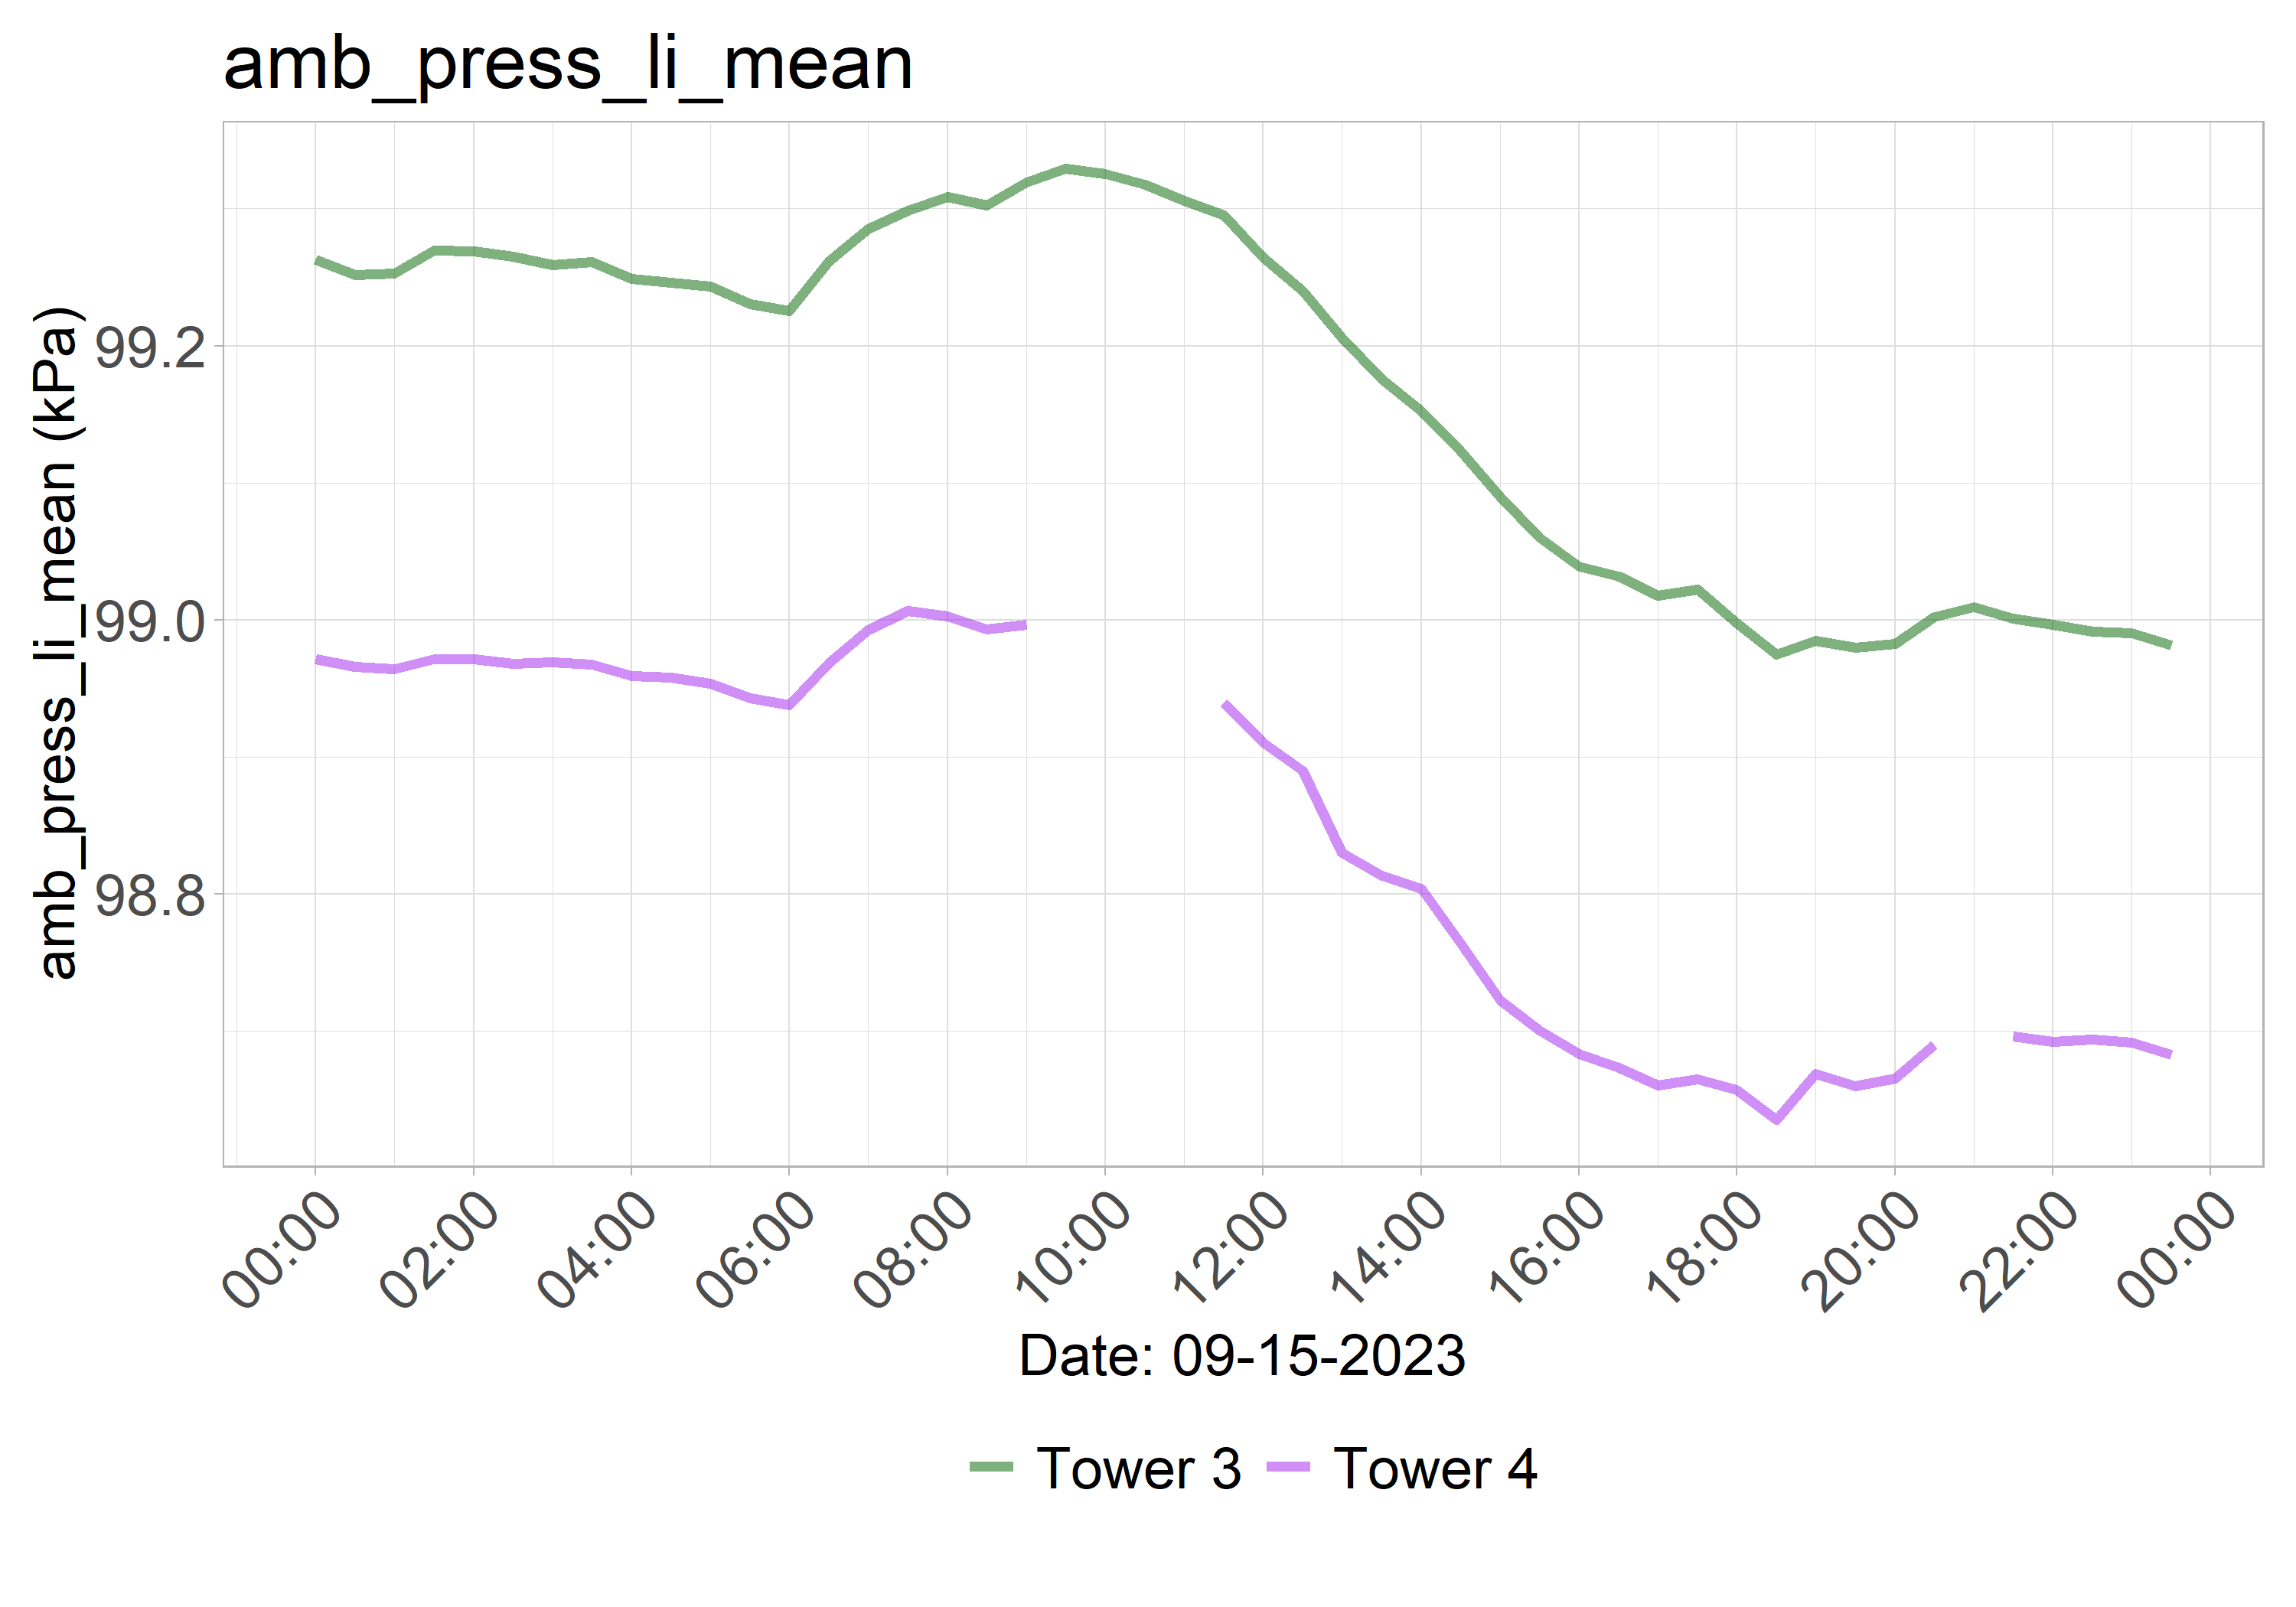 amb_press_li_mean
amb_press_li_mean (kPa)
99.2
99.0
98.8
00:00 02:00 04:00 06:00 08:00 10:00 12:00 14:00 16:00 18:00 20:00 22:00 00:00
Date: 09-15-2023
Tower 3 Tower 4